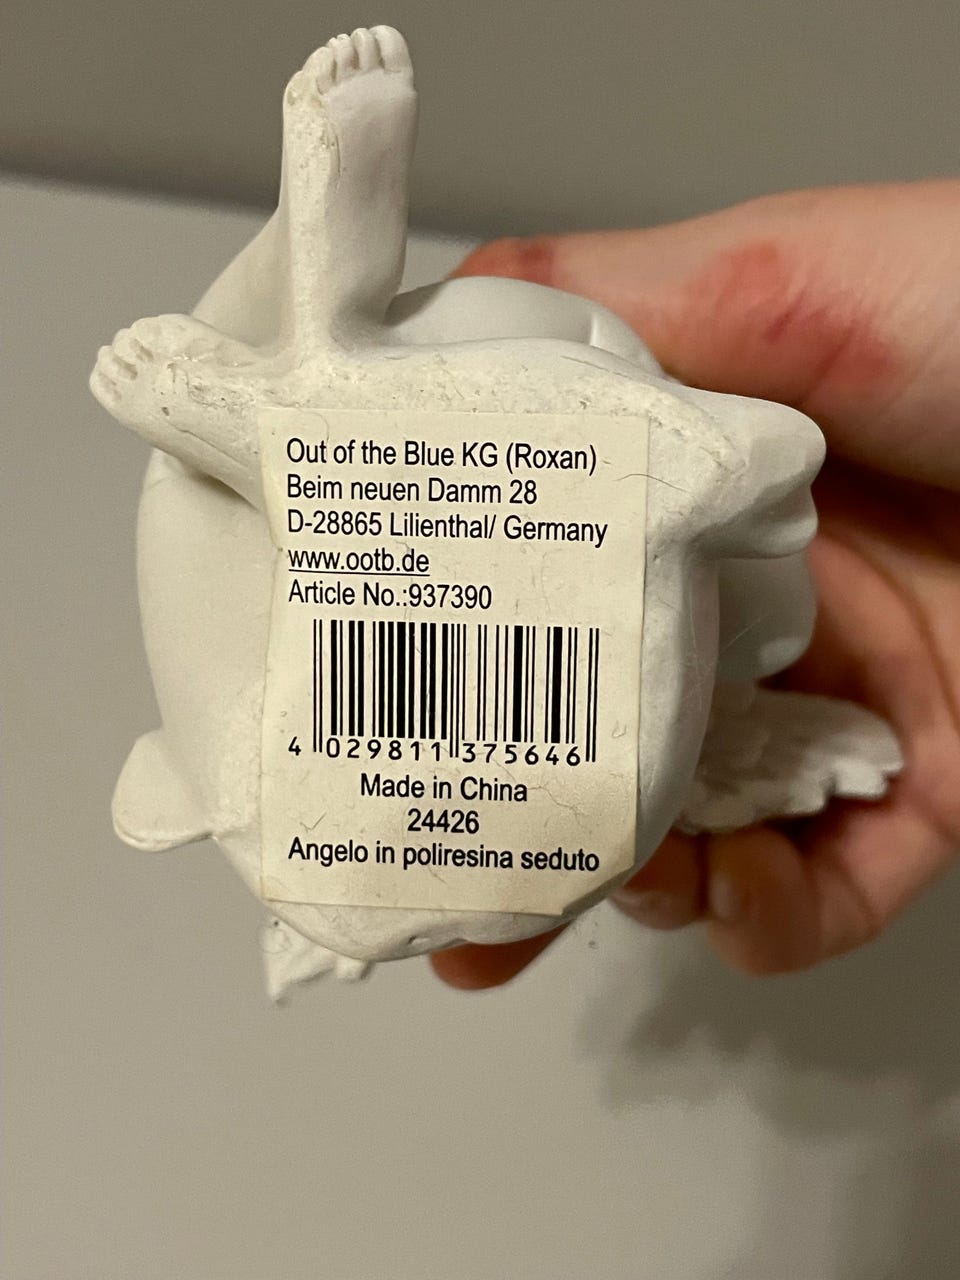 Out of the Blue KG (Roxan)
Beim neuen Damm 28
D-28865 Lilienthal/ Germany
www.ootb.de
Article No.:937390
4 029811 375646
Made in China
24426
Angelo in poliresina seduto